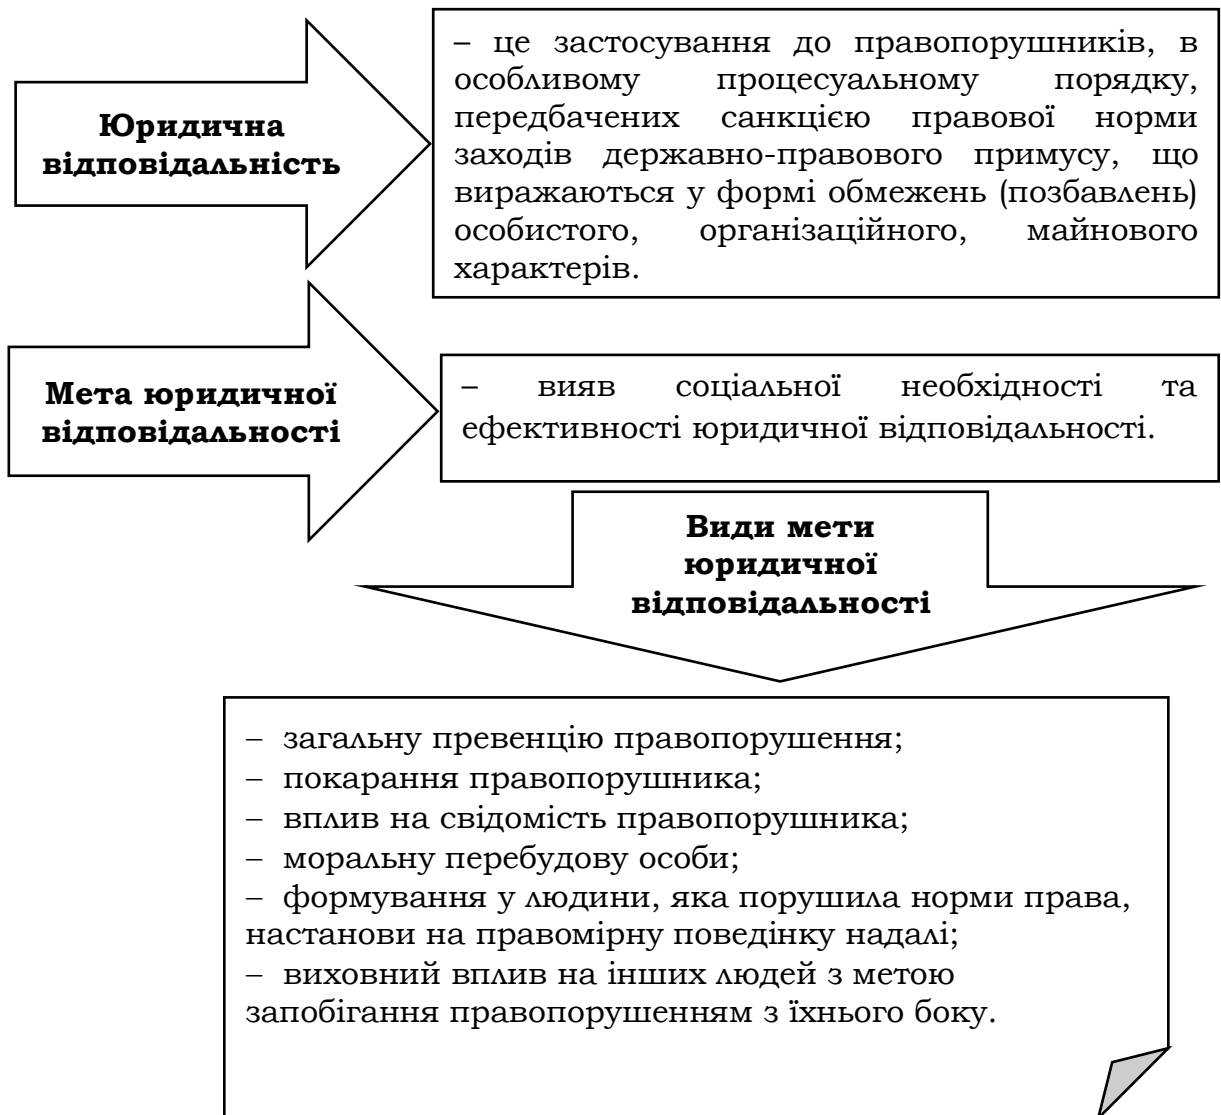 Юридична
відповідальність
– це застосування до правопорушників, в
особливому процесуальному порядку,
передбачених санкцією правової норми
заходів державно-правового примусу, що
виражаються у формі обмежень (позбавлень)
особистого, організаційного, майнового
характерів.
Мета юридичної
відповідальності
– вияв соціальної необхідності та
ефективності юридичної відповідальності.
Види мети
юридичної
відповідальності
– загальну превенцію правопорушення;
– покарання правопорушника;
– вплив на свідомість правопорушника;
– моральну перебудову особи;
– формування у людини, яка порушила норми права,
настанови на правомірну поведінку надалі;
– виховний вплив на інших людей з метою
запобігання правопорушенням з їхнього боку.